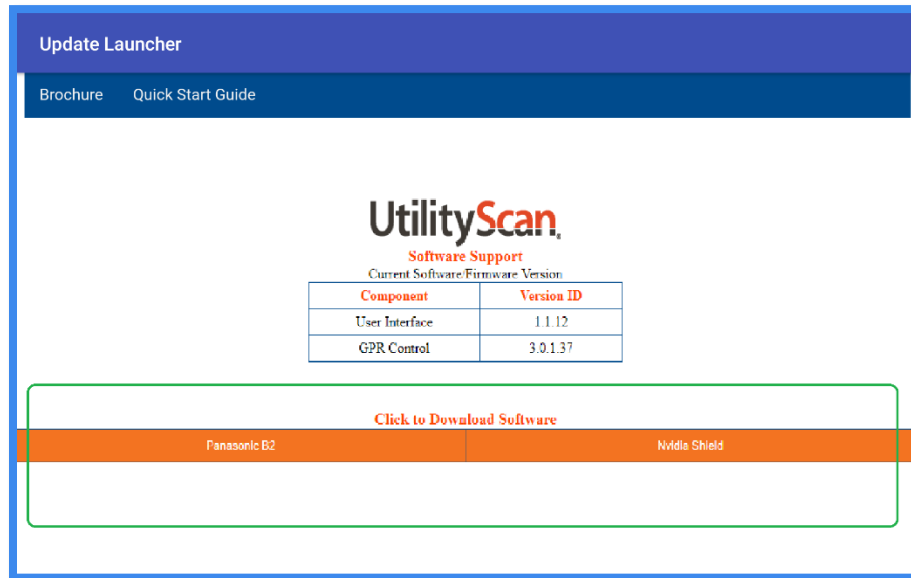 Update Launcher
Brochure Quick Start Guide
UtilityScan®
Software Support
Current Software/Firmware Version
Component Version ID
User Interface 1.1.12
GPR Control 3.0.1.37
Click to Download Software
Panasonic B2 Nvidia Shield